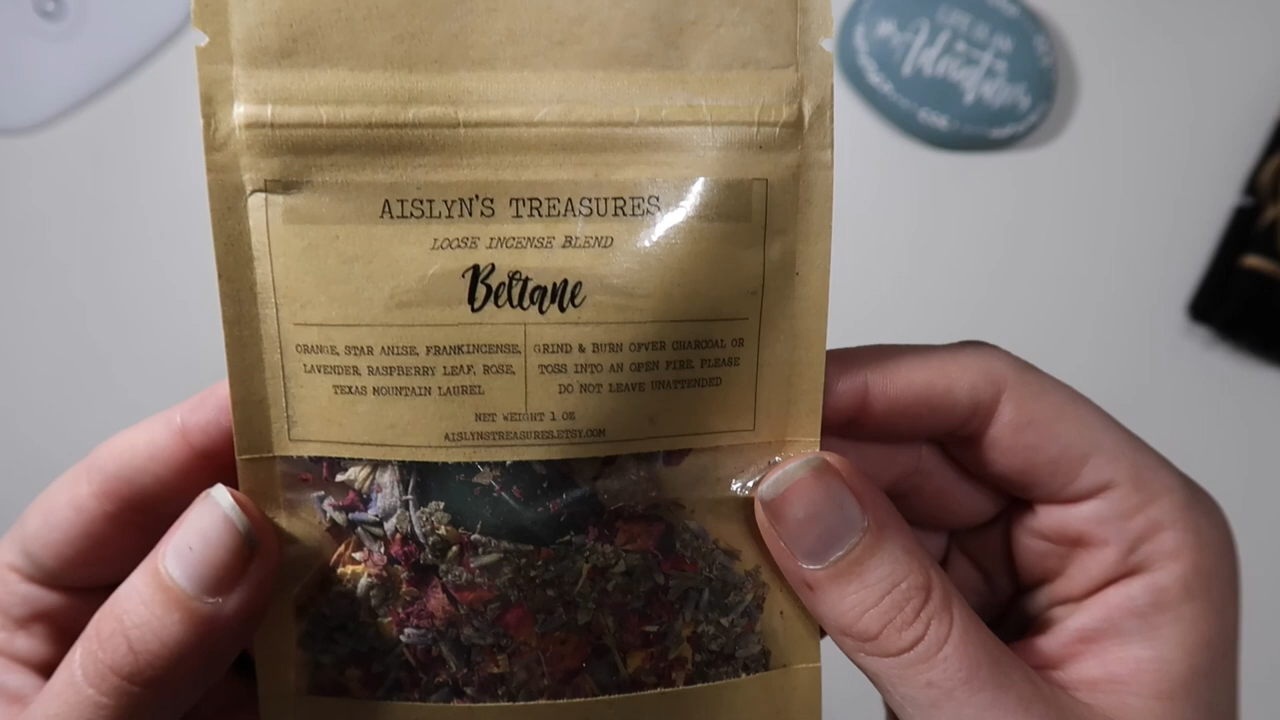 AISLYN'S TREASURES
LOOSE INCENSE BLEND
Beltane
ORANGE, STAR ANISE, FRANKINCENSE,
LAVENDER, RASPBERRY LEAF, ROSE,
TEXAS MOUNTAIN LAUREL
GRIND & BURN OFVER CHARCOAL OR
TOSS INTO AN OPEN FIRE. PLEASE
DO NOT LEAVE UNATTENDED
NET WEIGHT 1 OZ
AISLYNSTREASURES.ETSY.COM
Adventure